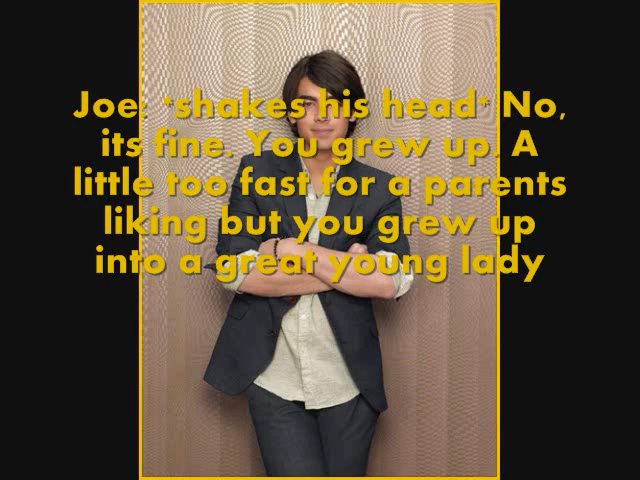 Joe: *shakes his head* No,
its fine. You grew up. A
little too fast for a parents
liking but you grew up
into a great young lady